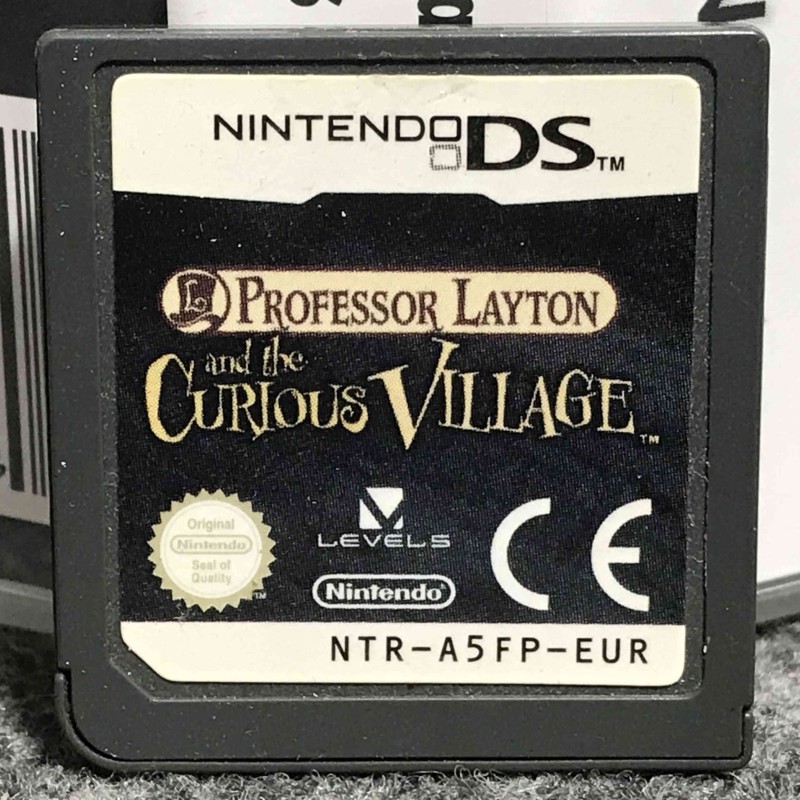 NINTENDO DS™
L PROFESSOR LAYTON
and the
CURIOUS VILLAGE™
Original
Nintendo
Seal of
Quality
™
LEVEL5
Nintendo®
CE
NTR-A5FP-EUR